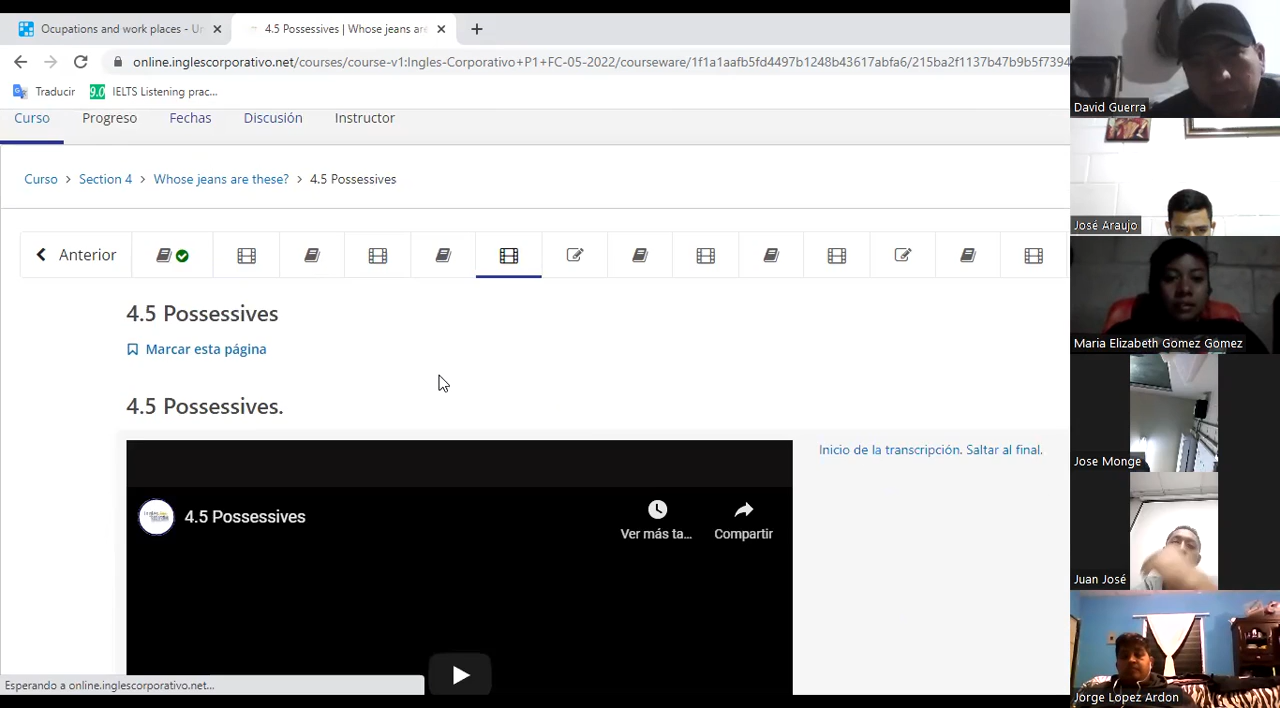 Ocupations and work places - Ur
4.5 Possessives | Whose jeans are
online.inglescorporativo.net/courses/course-v1:Ingles-Corporativo+P1+FC-05-2022/courseware/1f1a1aafb5fd4497b1248b43617abfa6/215ba2f1137b47b9b5f7394
Traducir
9.0 IELTS Listening prac...
Curso Progreso Fechas Discusión Instructor
Curso > Section 4 > Whose jeans are these? > 4.5 Possessives
Anterior
4.5 Possessives
Marcar esta página
4.5 Possessives.
Inicio de la transcripción. Saltar al final.
4.5 Possessives
Ver más ta...
Compartir
Esperando a online.inglescorporativo.net...
David Guerra
José Araujo
Maria Elizabeth Gomez Gomez
Jose Monge
Juan José
Jorge Lopez Ardon